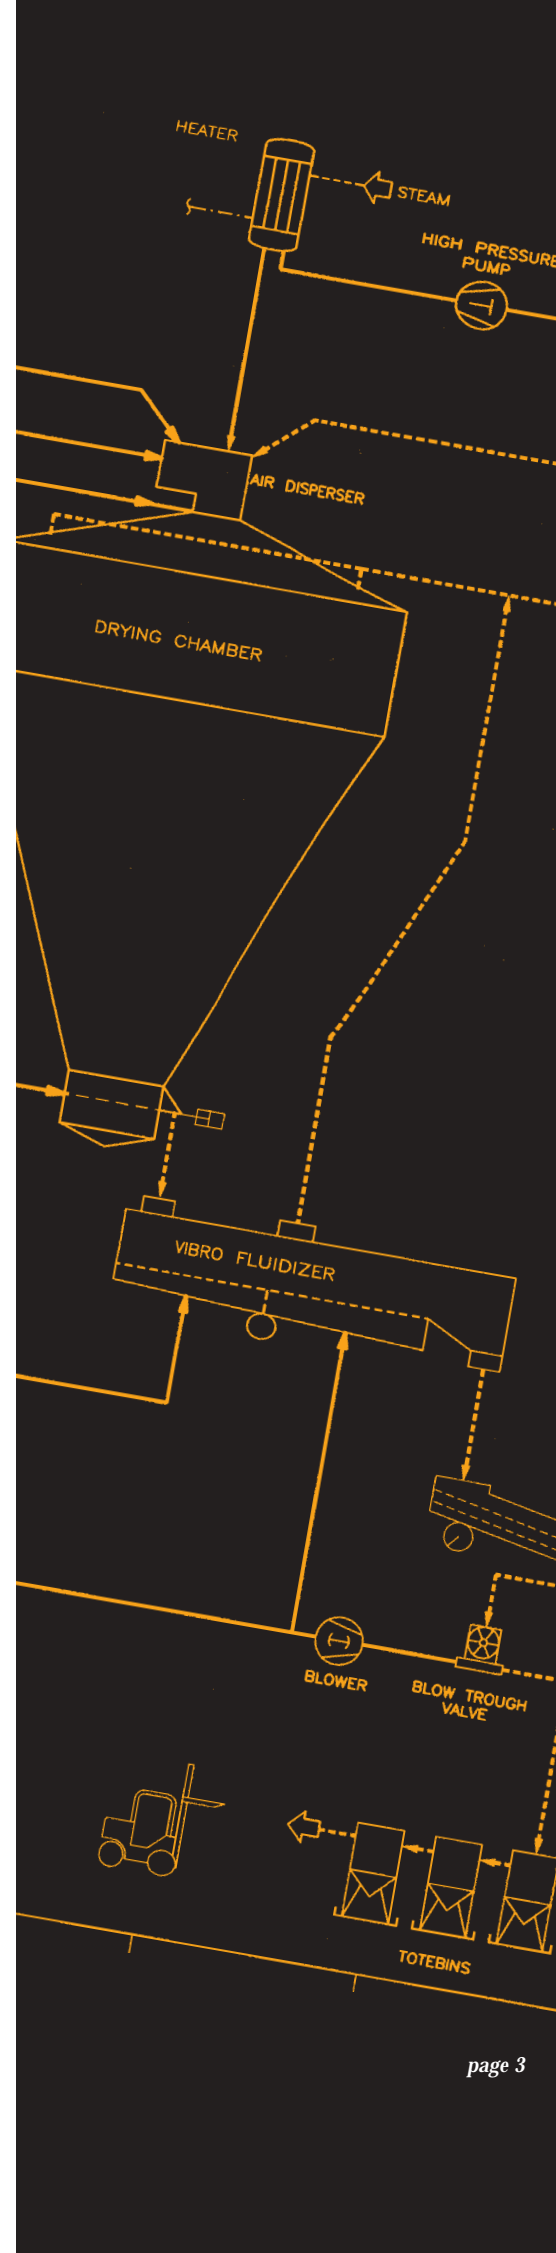 HEATER
STEAM
HIGH PRESSURE
PUMP
AIR DISPERSER
DRYING CHAMBER
VIBRO FLUIDIZER
BLOWER
BLOW TROUGH
VALVE
TOTEBINS
page 3